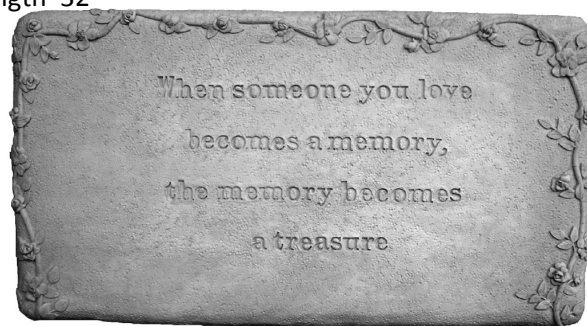 When someone you love
becomes a memory,
the memory becomes
a treasure